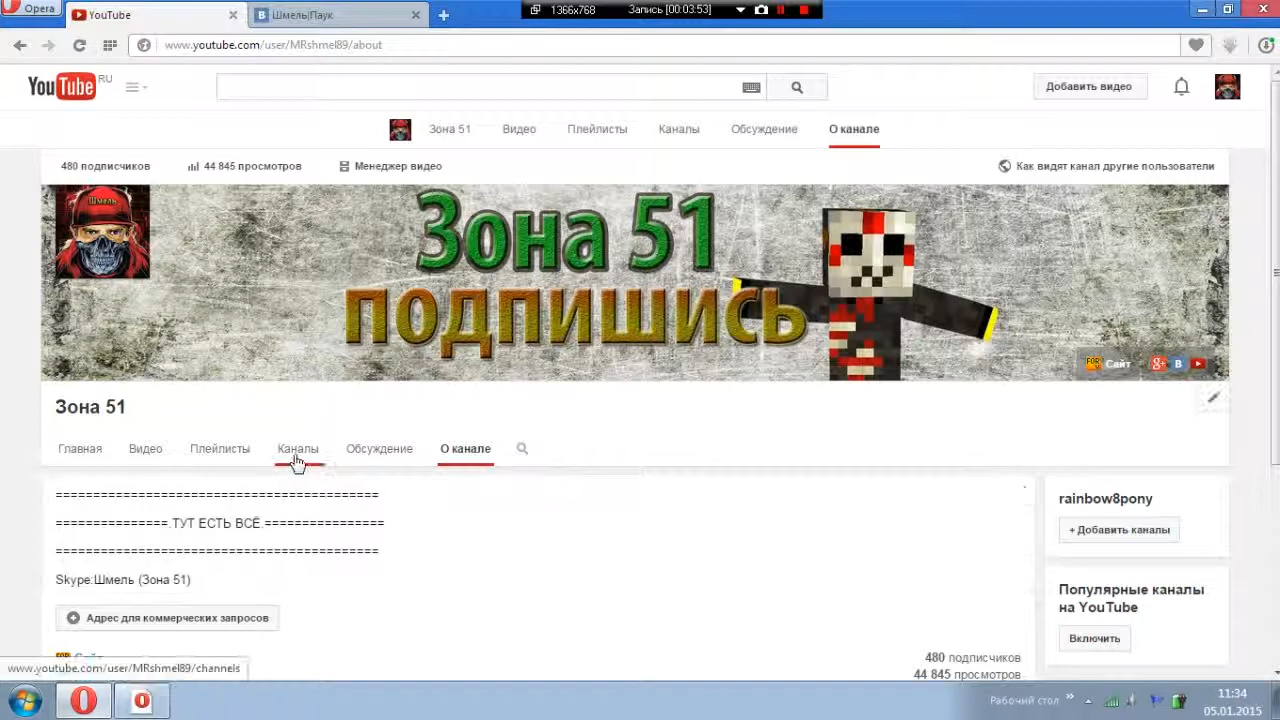 Opera
YouTube
Шмель|Паук
1366x768
Запись [00:03:53]
www.youtube.com/user/MRshmel89/about
YouTube RU
Добавить видео
Зона 51
Видео
Плейлисты
Каналы
Обсуждение
О канале
480 подписчиков
44 845 просмотров
Менеджер видео
Как видят канал другие пользователи
Шмель
Зона 51
подпишись
Сайт
Зона 51
Главная
Видео
Плейлисты
Каналы
Обсуждение
О канале
==========================================
===============.ТУТ ЕСТЬ ВСЁ.================
==========================================
Skype:Шмель (Зона 51)
Адрес для коммерческих запросов
480 подписчиков
44 845 просмотров
rainbow8pony
+ Добавить каналы
Популярные каналы
на YouTube
Включить
www.youtube.com/user/MRshmel89/channels
Рабочий стол
11:34
05.01.2015